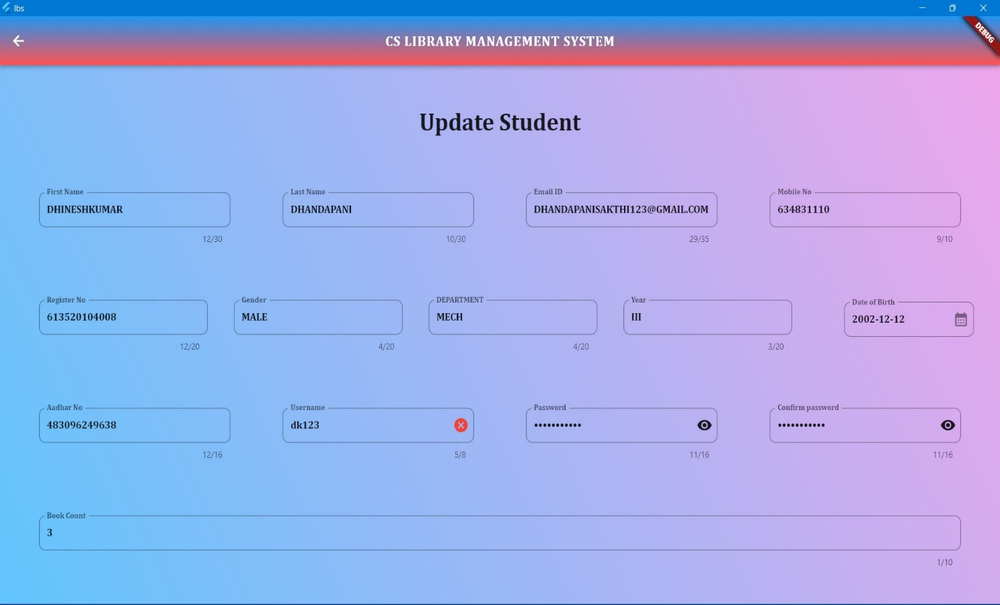 lbs
CS LIBRARY MANAGEMENT SYSTEM
DEBUG
Update Student
First Name
DHINESHKUMAR
12/30
Last Name
DHANDAPANI
10/30
Email ID
DHANDAPANISAKTHI123@GMAIL.COM
29/35
Mobile No
634831110
9/10
Register No
613520104008
12/20
Gender
MALE
4/20
DEPARTMENT
MECH
4/20
Year
III
3/20
Date of Birth
2002-12-12
Aadhar No
483096249638
12/16
Username
dk123
5/8
Password
•••••••••••
11/16
Confirm password
•••••••••••
11/16
Book Count
3
1/10